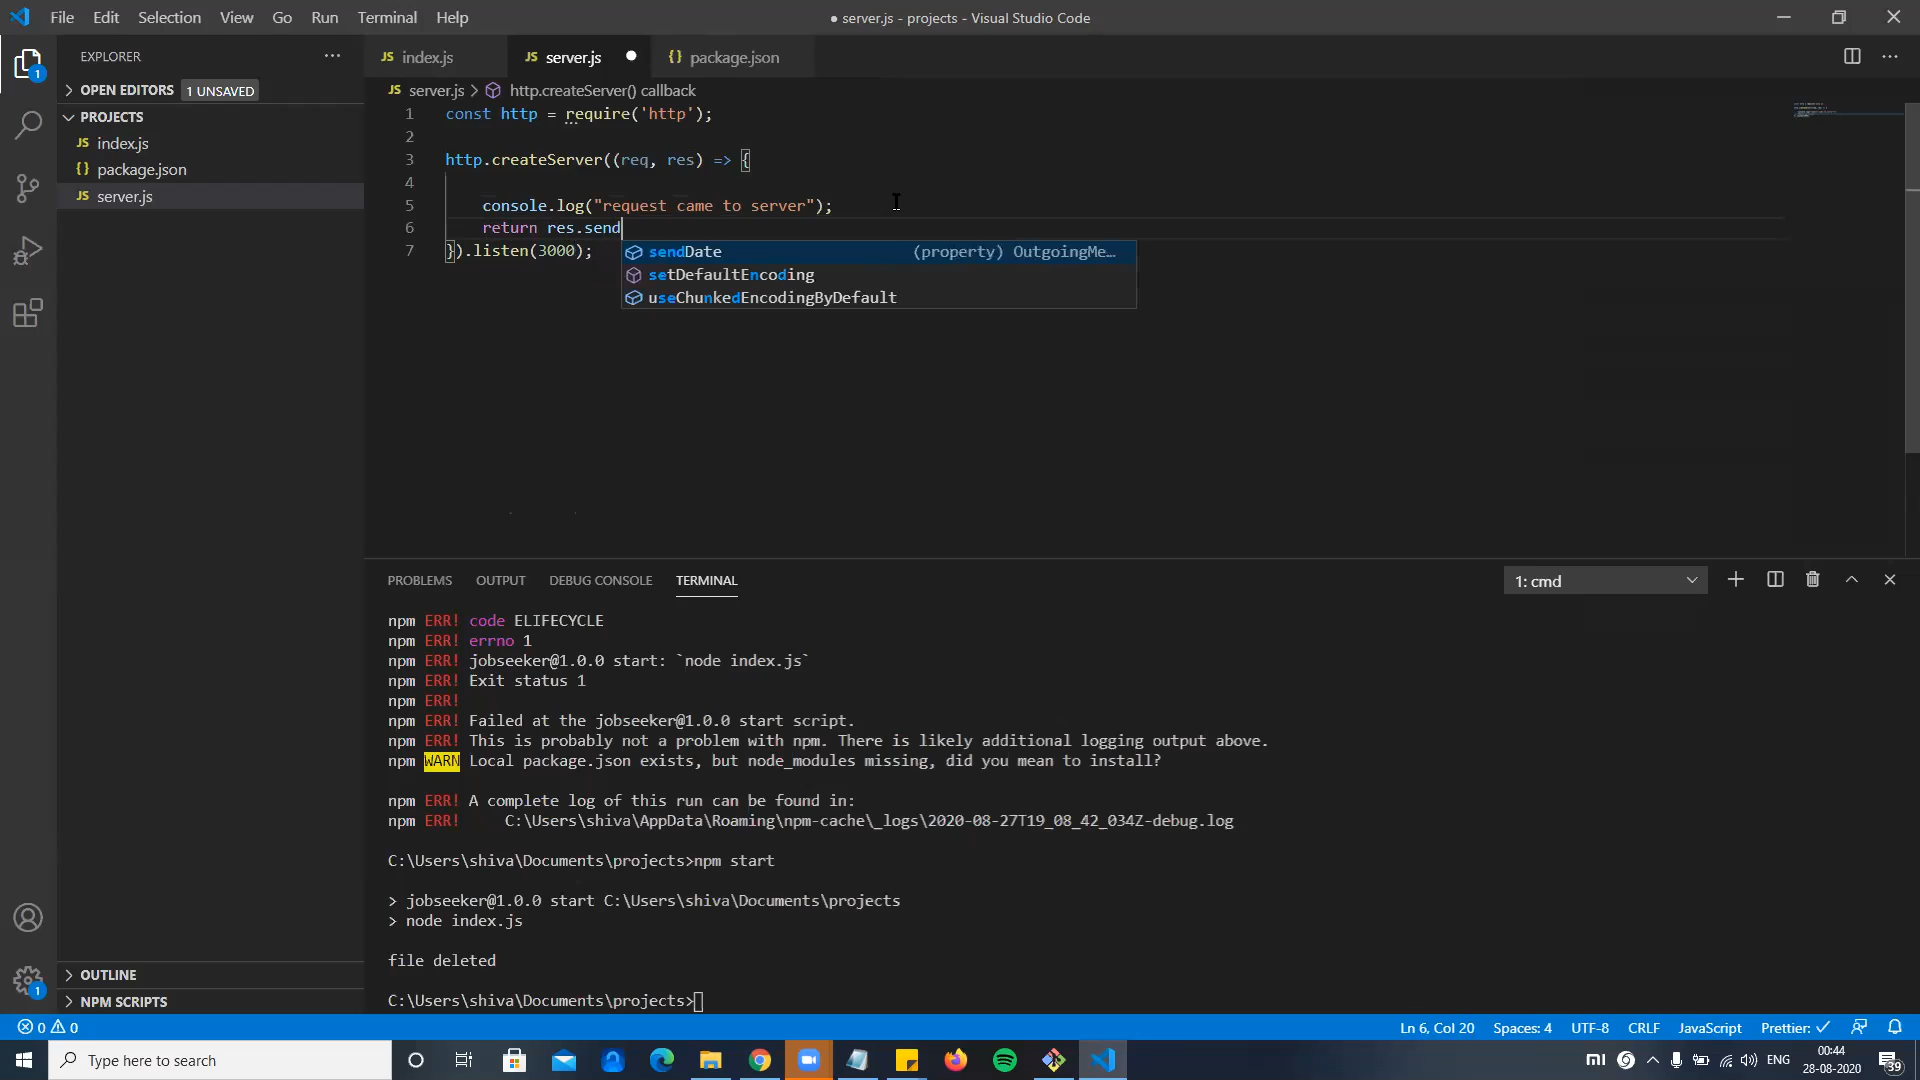 File Edit Selection View Go Run Terminal Help
● server.js - projects - Visual Studio Code
EXPLORER
OPEN EDITORS 1 UNSAVED
PROJECTS
JS index.js
{} package.json
JS server.js
OUTLINE
NPM SCRIPTS
JS index.js
JS server.js
{} package.json
JS server.js > http.createServer() callback
1 const http = require('http');
2
3 http.createServer((req, res) => {
4
5 console.log("request came to server");
6 return res.send
7 }).listen(3000);
sendDate (property) OutgoingMe…
setDefaultEncoding
useChunkedEncodingByDefault
PROBLEMS OUTPUT DEBUG CONSOLE TERMINAL
1: cmd
npm ERR! code ELIFECYCLE
npm ERR! errno 1
npm ERR! jobseeker@1.0.0 start: `node index.js`
npm ERR! Exit status 1
npm ERR!
npm ERR! Failed at the jobseeker@1.0.0 start script.
npm ERR! This is probably not a problem with npm. There is likely additional logging output above.
npm WARN Local package.json exists, but node_modules missing, did you mean to install?
npm ERR! A complete log of this run can be found in:
npm ERR! C:\Users\shiva\AppData\Roaming\npm-cache\_logs\2020-08-27T19_08_42_034Z-debug.log
C:\Users\shiva\Documents\projects>npm start
> jobseeker@1.0.0 start C:\Users\shiva\Documents\projects
> node index.js
file deleted
C:\Users\shiva\Documents\projects>
0 0
Ln 6, Col 20 Spaces: 4 UTF-8 CRLF JavaScript Prettier: ✓
Type here to search
ENG
00:44
28-08-2020
39